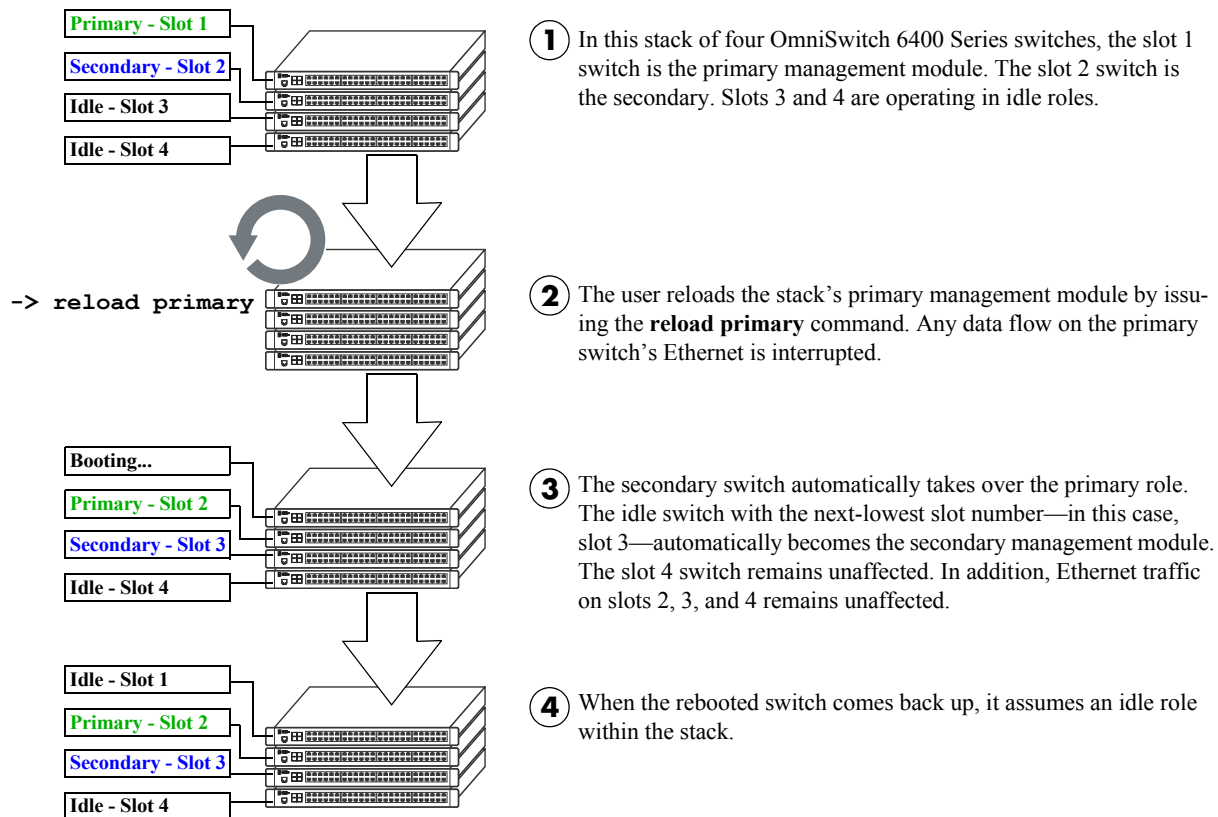 Primary - Slot 1
Secondary - Slot 2
Idle - Slot 3
Idle - Slot 4
1 In this stack of four OmniSwitch 6400 Series switches, the slot 1
switch is the primary management module. The slot 2 switch is
the secondary. Slots 3 and 4 are operating in idle roles.
-> reload primary
2 The user reloads the stack’s primary management module by issu-
ing the reload primary command. Any data flow on the primary
switch’s Ethernet is interrupted.
Booting...
Primary - Slot 2
Secondary - Slot 3
Idle - Slot 4
3 The secondary switch automatically takes over the primary role.
The idle switch with the next-lowest slot number—in this case,
slot 3—automatically becomes the secondary management module.
The slot 4 switch remains unaffected. In addition, Ethernet traffic
on slots 2, 3, and 4 remains unaffected.
Idle - Slot 1
Primary - Slot 2
Secondary - Slot 3
Idle - Slot 4
4 When the rebooted switch comes back up, it assumes an idle role
within the stack.